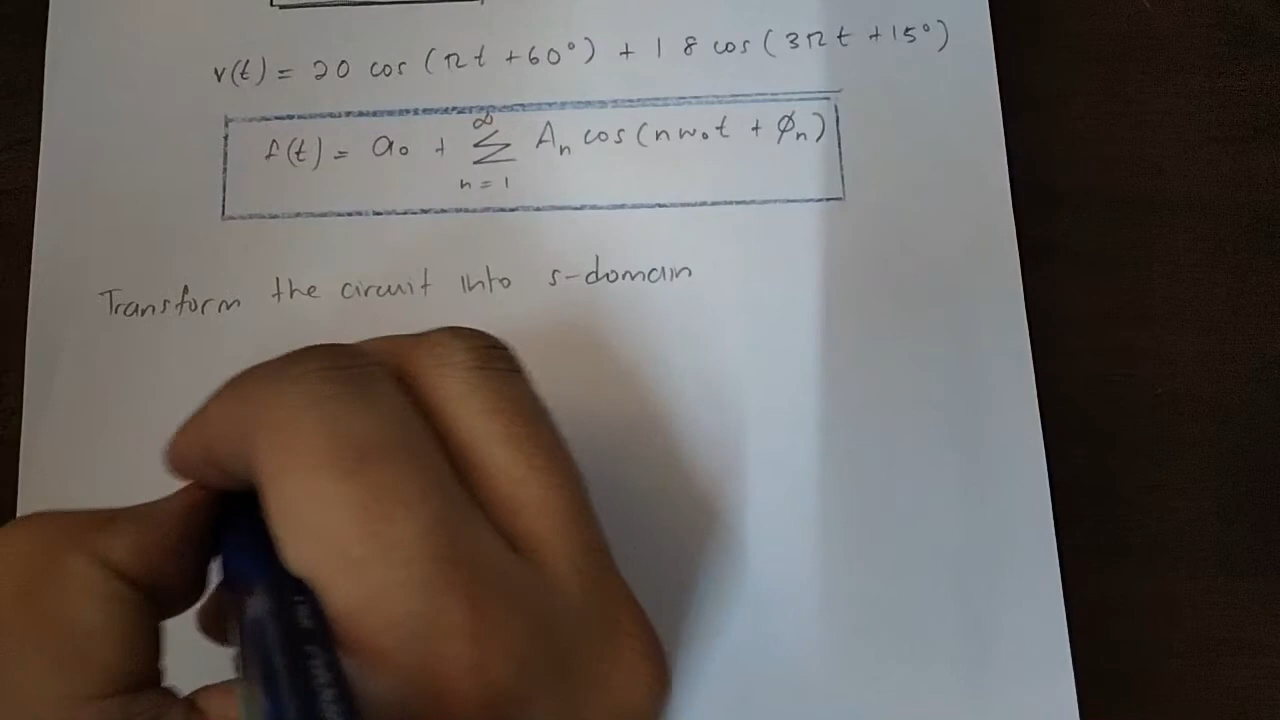 v(t) = 20 cos (πt + 60°) + 18 cos (3πt + 15°)
f(t) = a₀ + ∞ Σ n = 1 Aₙ cos (nω₀t + ϕₙ)
Transform the circuit into s-domain